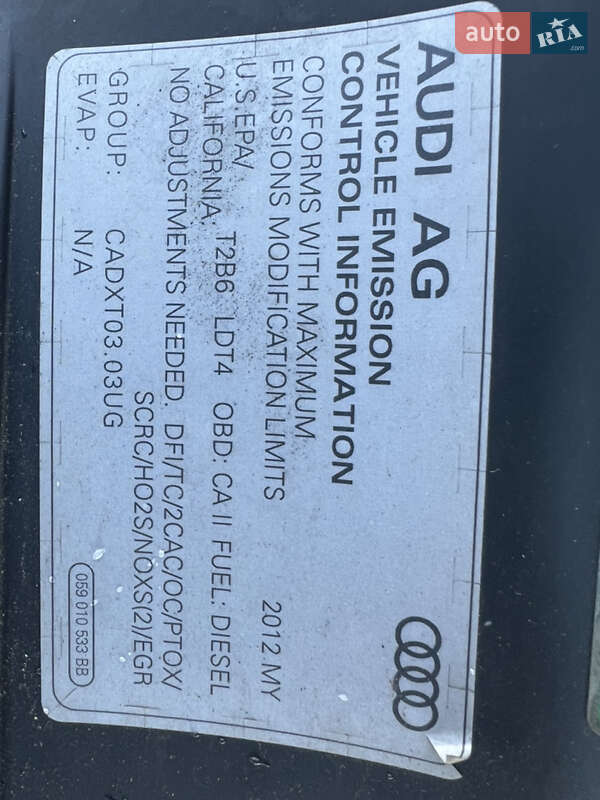 AUDI AG
VEHICLE EMISSION
CONTROL INFORMATION
CONFORMS WITH MAXIMUM
EMISSIONS MODIFICATION LIMITS 2012 MY
U.S.EPA/
CALIFORNIA, T2B6 LDT4 OBD: CA II FUEL: DIESEL
NO ADJUSTMENTS NEEDED. DFI/TC/2CAC/OC/PTOX/
SCRC/HO2S/NOXS(2)/EGR
GROUP: CADXT03.03UG
EVAP: N/A
059 010 533 BB
auto RIA
.com